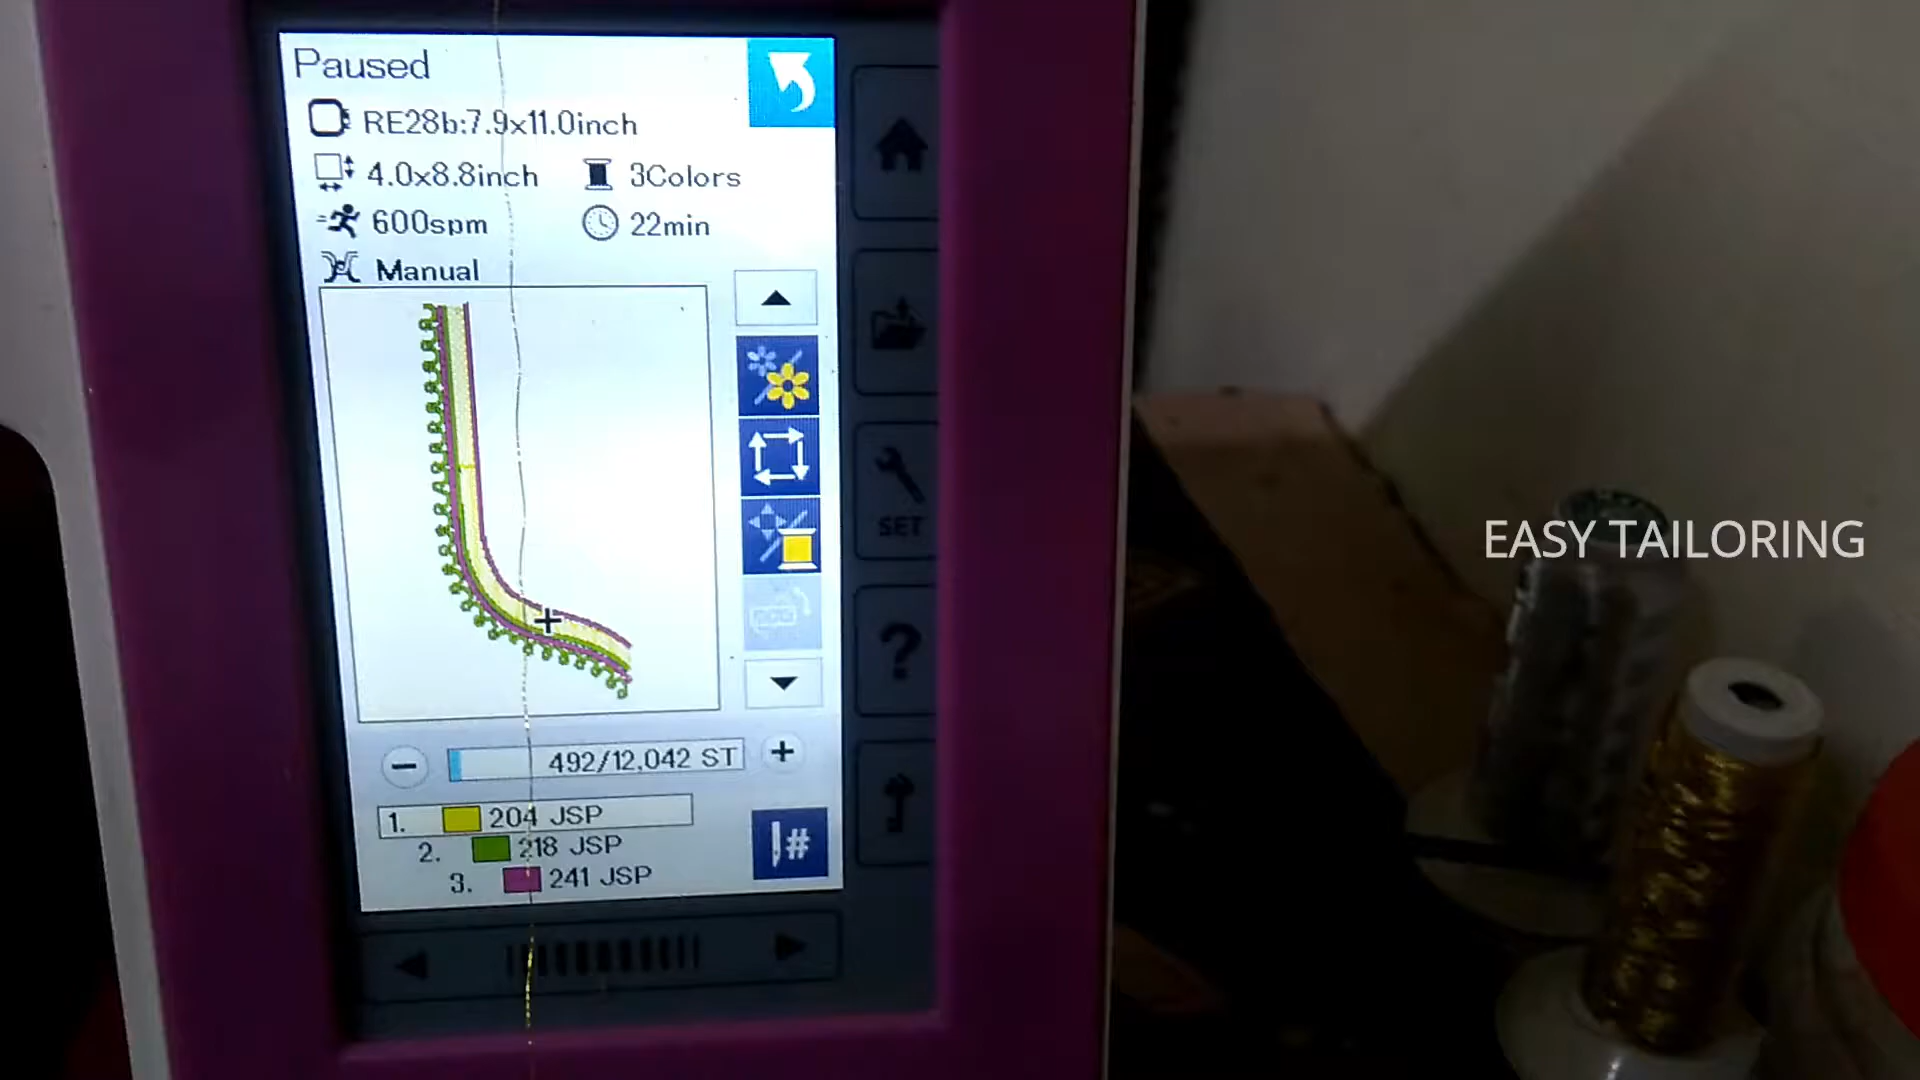 Paused
RE28b:7.9x11.0inch
4.0x8.8inch 3Colors
600spm 22min
Manual
SET
?
EASY TAILORING
492/12,042 ST
1. 204 JSP
2. 218 JSP
3. 241 JSP
#